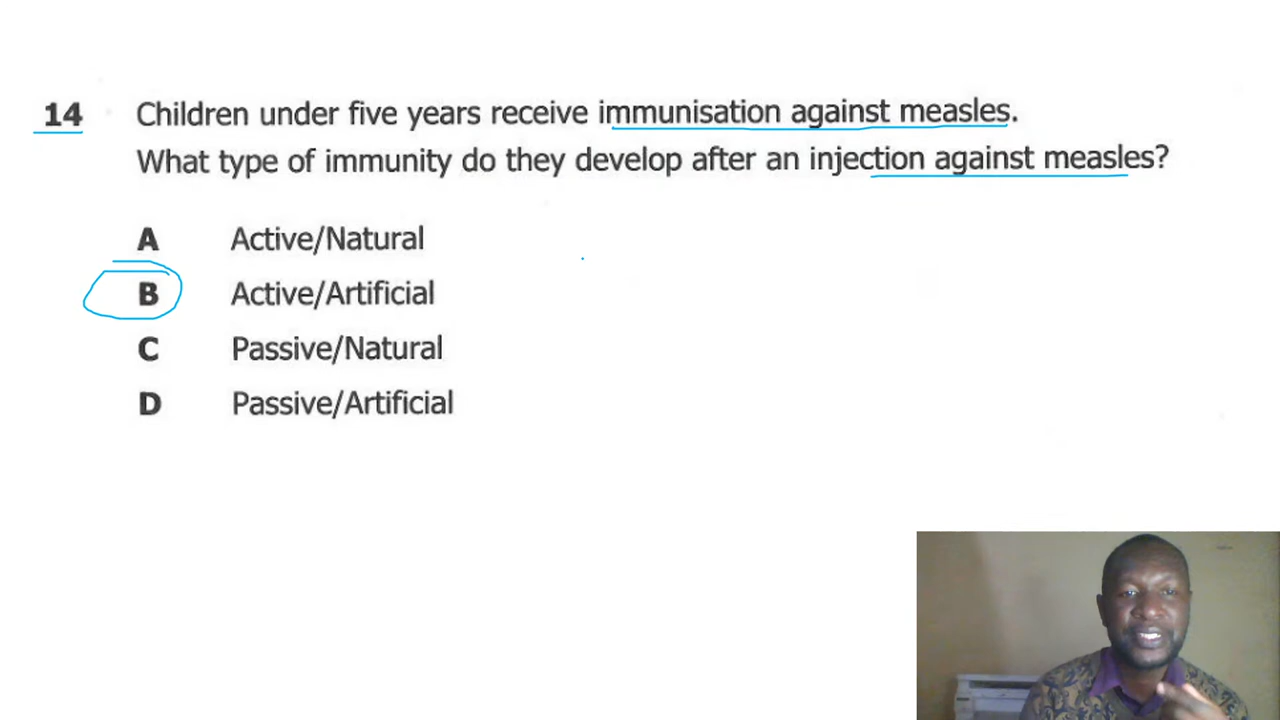 14 Children under five years receive immunisation against measles.
What type of immunity do they develop after an injection against measles?
A Active/Natural
B Active/Artificial
C Passive/Natural
D Passive/Artificial